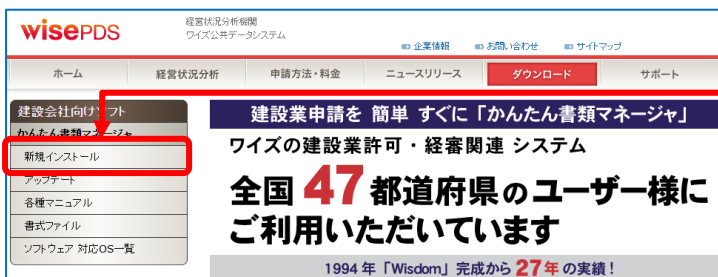 wisePDS
経営状況分析機関
ワイズ公共データシステム
企業情報 お問い合わせ サイトマップ
ホーム 経営状況分析 申請方法・料金 ニュースリリース ダウンロード サポート
建設会社向けソフト
かんたん書類マネージャ
新規インストール
アップデート
各種マニュアル
書式ファイル
ソフトウェア 対応OS一覧
建設業申請を 簡単 すぐに「かんたん書類マネージャ」
ワイズの建設業許可・経審関連 システム
全国 47 都道府県のユーザー様に
ご利用いただいています
1994 年「Wisdom」完成から 27 年 の実績！